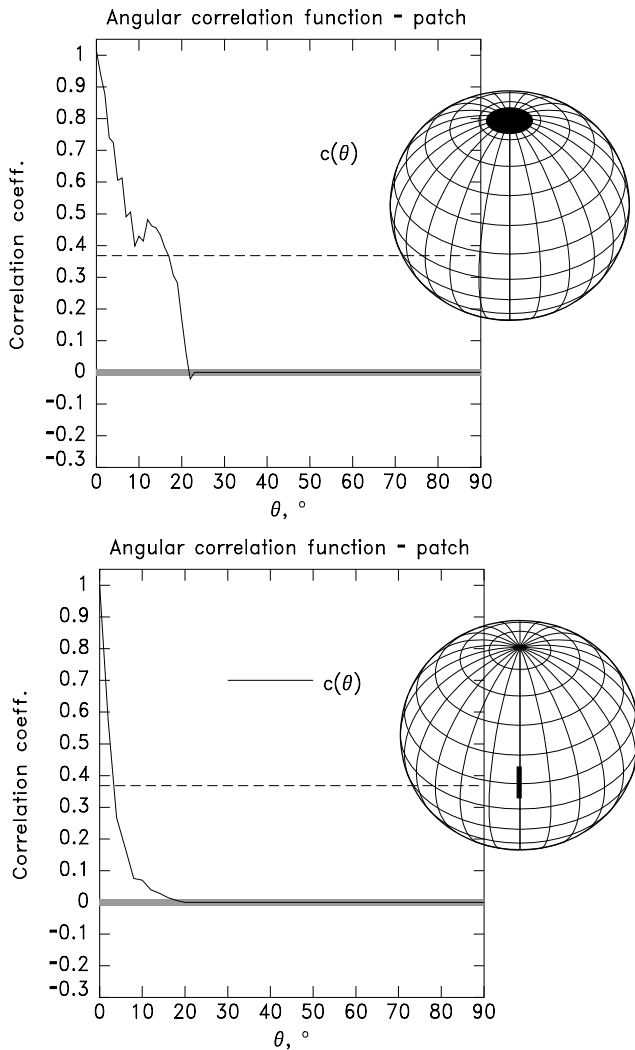 Angular correlation function – patch
1
0.9
0.8
0.7
0.6
0.5
0.4
0.3
0.2
0.1
0
-0.1
-0.2
-0.3
Correlation coeff.
c(θ)
0 10 20 30 40 50 60 70 80 90
θ, °
Angular correlation function – patch
1
0.9
0.8
0.7
0.6
0.5
0.4
0.3
0.2
0.1
0
-0.1
-0.2
-0.3
Correlation coeff.
c(θ)
0 10 20 30 40 50 60 70 80 90
θ, °